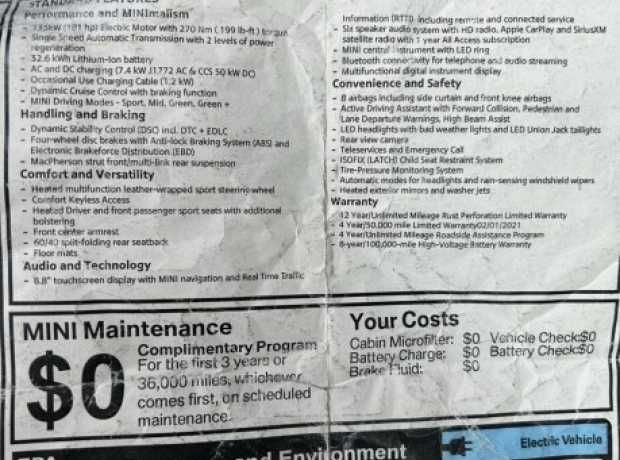 STANDARD FEATURES
Performance and MINImalism
- 135kW (181 hp) Electric Motor with 270 Nm ( 199 lb-ft.) torque
- Single Speed Automatic Transmission with 2 levels of power
regeneration
- 32.6 kWh Lithium-Ion battery
- AC and DC charging (7.4 kW J1772 AC & CCS 50 kW DC)
- Occasional Use Charging Cable (1.2 kW)
- Dynamic Cruise Control with braking function
- MINI Driving Modes - Sport, Mid, Green, Green +
Handling and Braking
- Dynamic Stability Control (DSC) incl. DTC + EDLC
- Four-wheel disc brakes with Anti-lock Braking System (ABS) and
Electronic Brakeforce Distribution (EBD)
- MacPherson strut front/multi-link rear suspension
Comfort and Versatility
- Heated multifunction leather-wrapped sport steering wheel
- Comfort Keyless Access
- Heated Driver and front passenger sport seats with additional
bolstering
- Front center armrest
- 60/40 split-folding rear seatback
- Floor mats
Audio and Technology
- 8.8" touchscreen display with MINI navigation and Real Time Traffic
Information (RTTI) including remote and connected service
- Six speaker audio system with HD radio, Apple CarPlay and SiriusXM
satellite radio with 1 year All Access subscription
- MINI central instrument with LED ring
- Bluetooth connectivity for telephone and audio streaming
- Multifunctional digital instrument display
Convenience and Safety
- 8 airbags including side curtain and front knee airbags
- Active Driving Assistant with Forward Collision, Pedestrian and
Lane Departure Warnings, High Beam Assist
- LED headlights with bad weather lights and LED Union Jack taillights
- Rear view camera
- Teleservices and Emergency Call
- ISOFIX (LATCH) Child Seat Restraint System
- Tire-Pressure Monitoring System
- Automatic modes for headlights and rain-sensing windshield wipers
- Heated exterior mirrors and washer jets
Warranty
- 12 Year/Unlimited Mileage Rust Perforation Limited Warranty
- 4 Year/50,000 mile Limited Warranty02/01/2021
- 4 Year/Unlimited Mileage Roadside Assistance Program
- 8-year/100,000-mile High-Voltage Battery Warranty
MINI Maintenance
$0
Complimentary Program
For the first 3 years or
36,000 miles, whichever
comes first, on scheduled
maintenance.
Your Costs
Cabin Microfilter: $0 Vehicle Check:$0
Battery Charge: $0 Battery Check:$0
Brake Fluid: $0
and Environment
Electric Vehicle